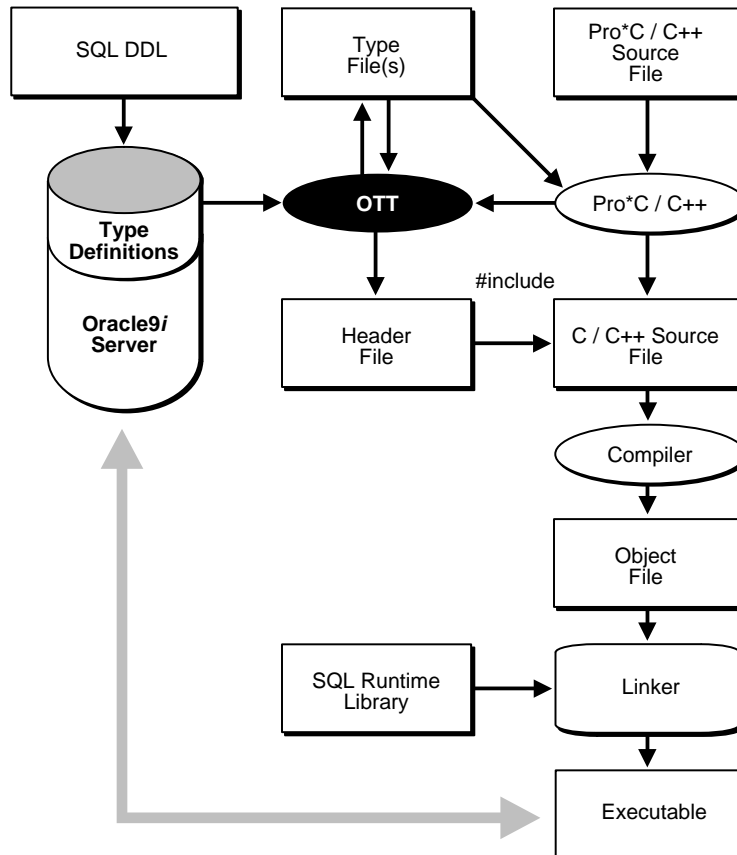 SQL DDL
Type
File(s)
Pro*C / C++
Source
File
Type
Definitions
Oracle9i
Server
OTT
Pro*C / C++
#include
Header
File
C / C++ Source
File
Compiler
Object
File
SQL Runtime
Library
Linker
Executable